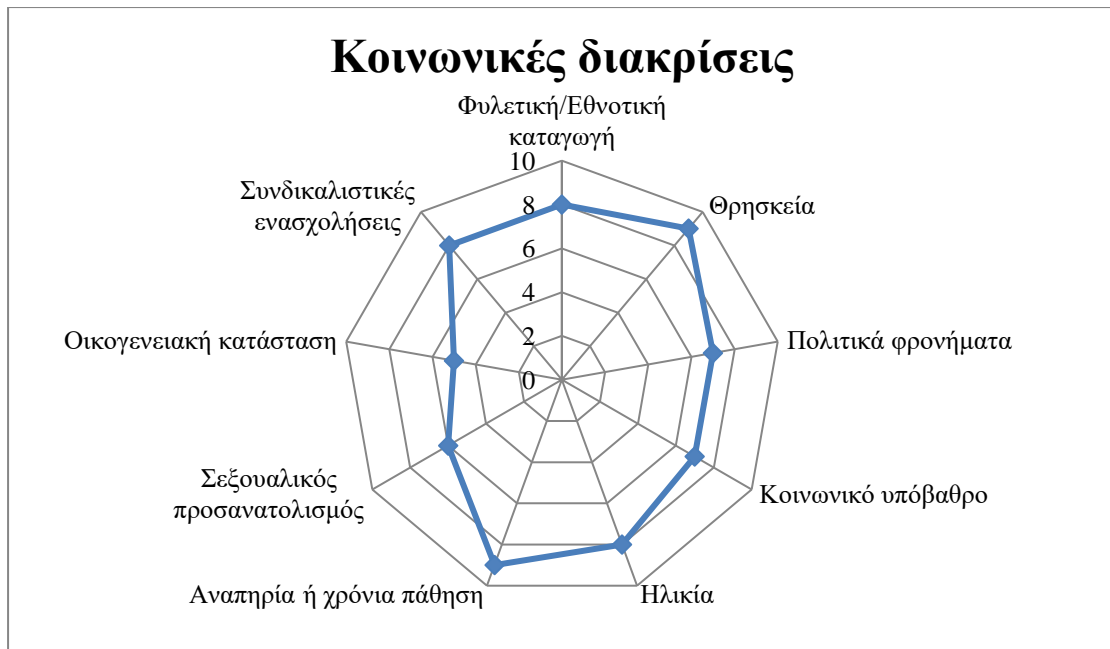 Κοινωνικές διακρίσεις
Φυλετική/Εθνοτική
καταγωγή
Θρησκεία
Πολιτικά φρονήματα
Κοινωνικό υπόβαθρο
Ηλικία
Αναπηρία ή χρόνια πάθηση
Σεξουαλικός
προσανατολισμός
Οικογενειακή κατάσταση
Συνδικαλιστικές
ενασχολήσεις
10
8
6
4
2
0